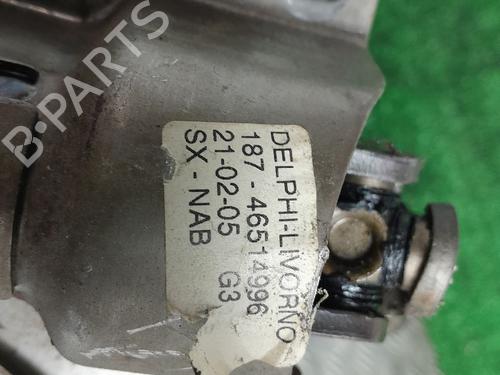 DELPHI-LIVORNO
187 - 46514996
21-02-05 G3
SX - NAB
B-PARTS